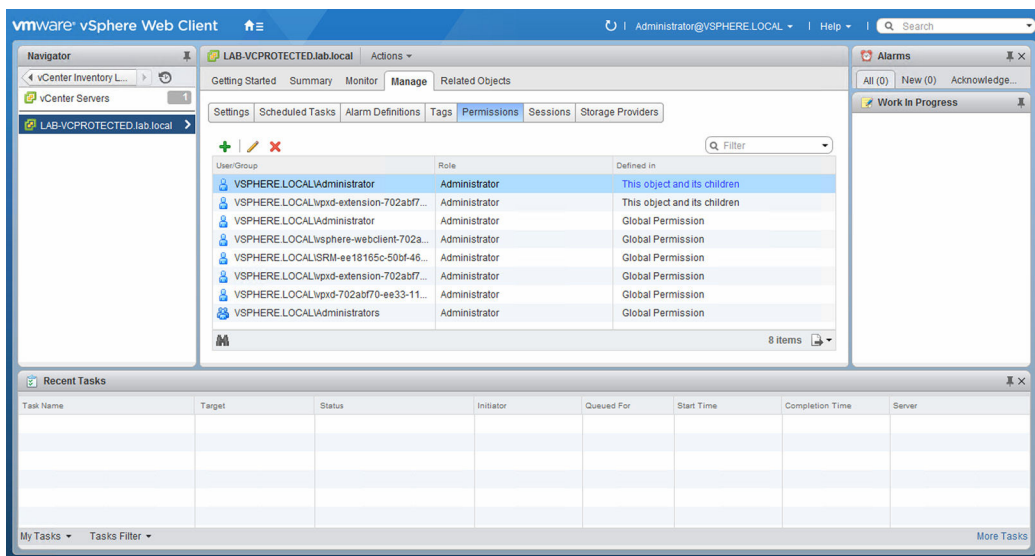 vmware® vSphere Web Client
Administrator@VSPHERE.LOCAL
Help
Search
Navigator
vCenter Inventory L...
vCenter Servers 1
LAB-VCPROTECTED.lab.local
LAB-VCPROTECTED.lab.local Actions
Getting Started Summary Monitor Manage Related Objects
Settings Scheduled Tasks Alarm Definitions Tags Permissions Sessions Storage Providers
Filter
User/Group Role Defined in
VSPHERE.LOCAL\Administrator Administrator This object and its children
VSPHERE.LOCAL\vpxd-extension-702abf7... Administrator This object and its children
VSPHERE.LOCAL\Administrator Administrator Global Permission
VSPHERE.LOCAL\vsphere-webclient-702a... Administrator Global Permission
VSPHERE.LOCAL\SRM-ee18165c-50bf-46... Administrator Global Permission
VSPHERE.LOCAL\vpxd-extension-702abf7... Administrator Global Permission
VSPHERE.LOCAL\vpxd-702abf70-ee33-11... Administrator Global Permission
VSPHERE.LOCAL\Administrators Administrator Global Permission
8 items
Alarms
All (0) New (0) Acknowledge...
Work In Progress
Recent Tasks
Task Name Target Status Initiator Queued For Start Time Completion Time Server
My Tasks Tasks Filter More Tasks